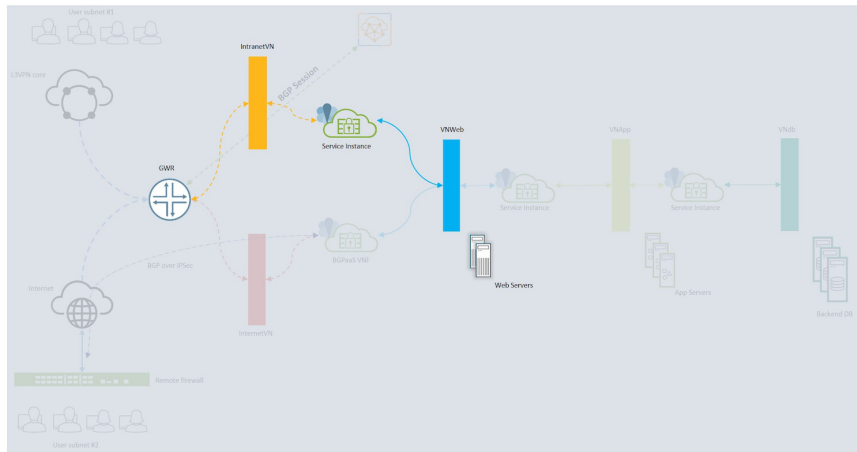 User subnet #1
IntranetVN
L3VPN core
BGP Session
Service Instance
VNWeb
VNApp
VNdb
GWR
Service Instance
Service Instance
BGP over IPSec
BGPaaS VNF
Internet
Web Servers
App Servers
Backend DB
InternetVN
Remote firewall
User subnet #2